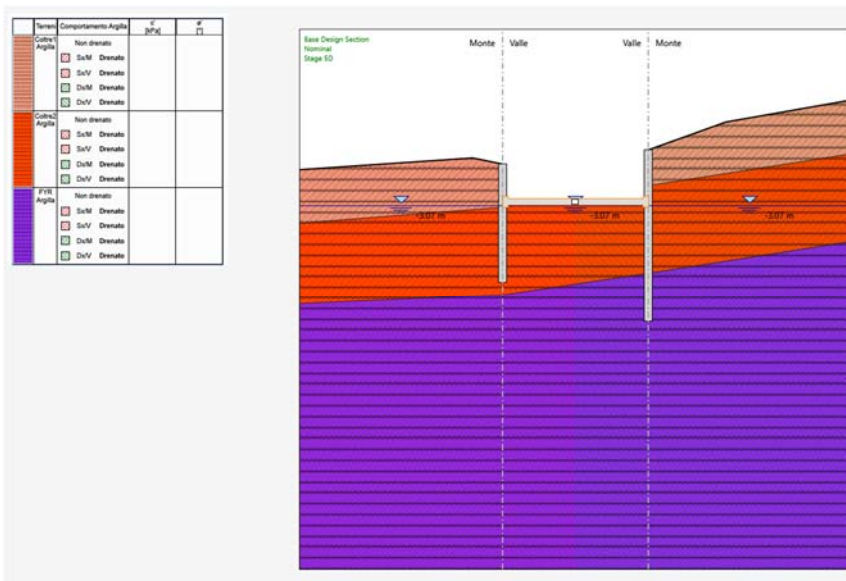 Terreni Comportamento Argilla c' φ'
[kPa] [°]
Coltre1
Argilla
Non drenato
Sx/M Drenato
Sx/V Drenato
Dx/M Drenato
Dx/V Drenato
Coltre2
Argilla
Non drenato
Sx/M Drenato
Sx/V Drenato
Dx/M Drenato
Dx/V Drenato
FYR
Argilla
Non drenato
Sx/M Drenato
Sx/V Drenato
Dx/M Drenato
Dx/V Drenato
Base Design Section
Nominal
Stage 5D
Monte Valle
Valle Monte
-3.07 m
-3.07 m
-3.07 m